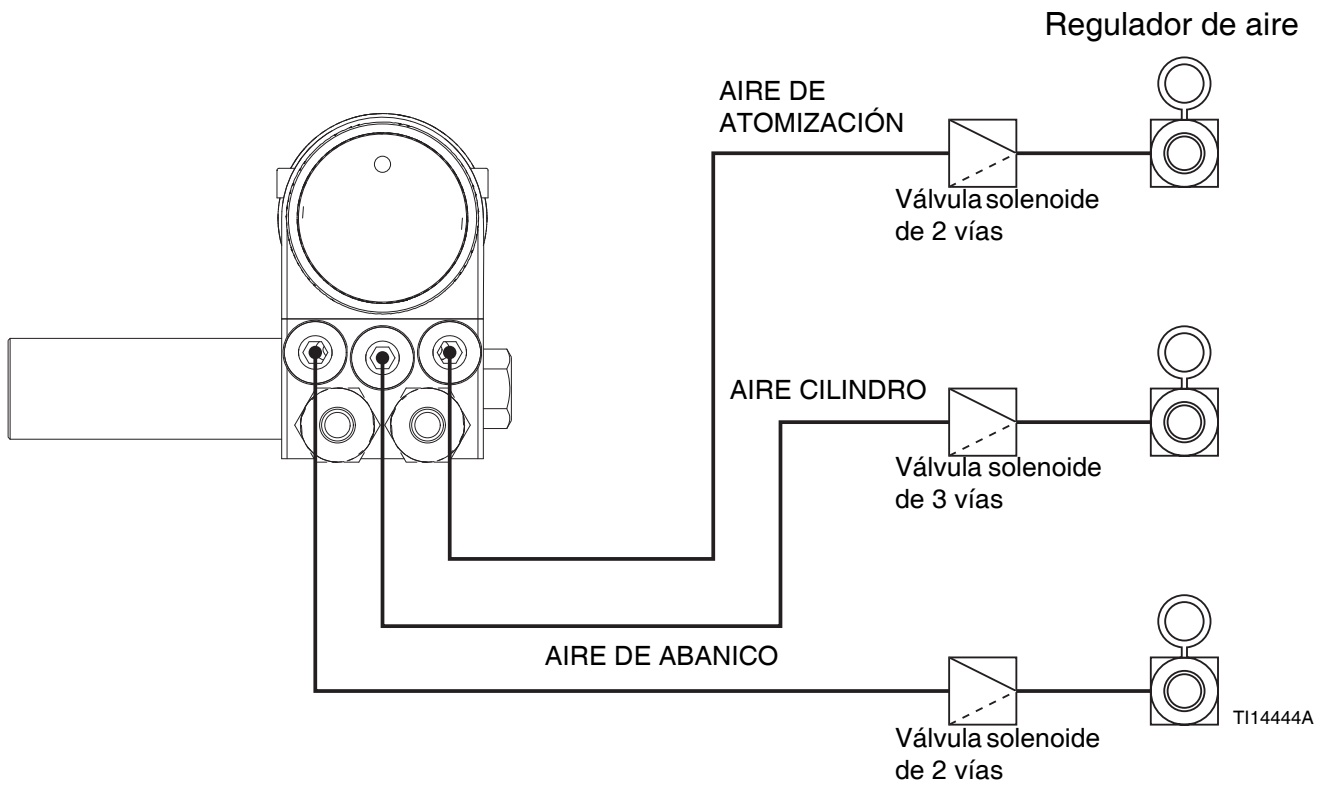 Regulador de aire
AIRE DE
ATOMIZACIÓN
Válvula solenoide
de 2 vías
AIRE CILINDRO
Válvula solenoide
de 3 vías
AIRE DE ABANICO
TI14444A
Válvula solenoide
de 2 vías